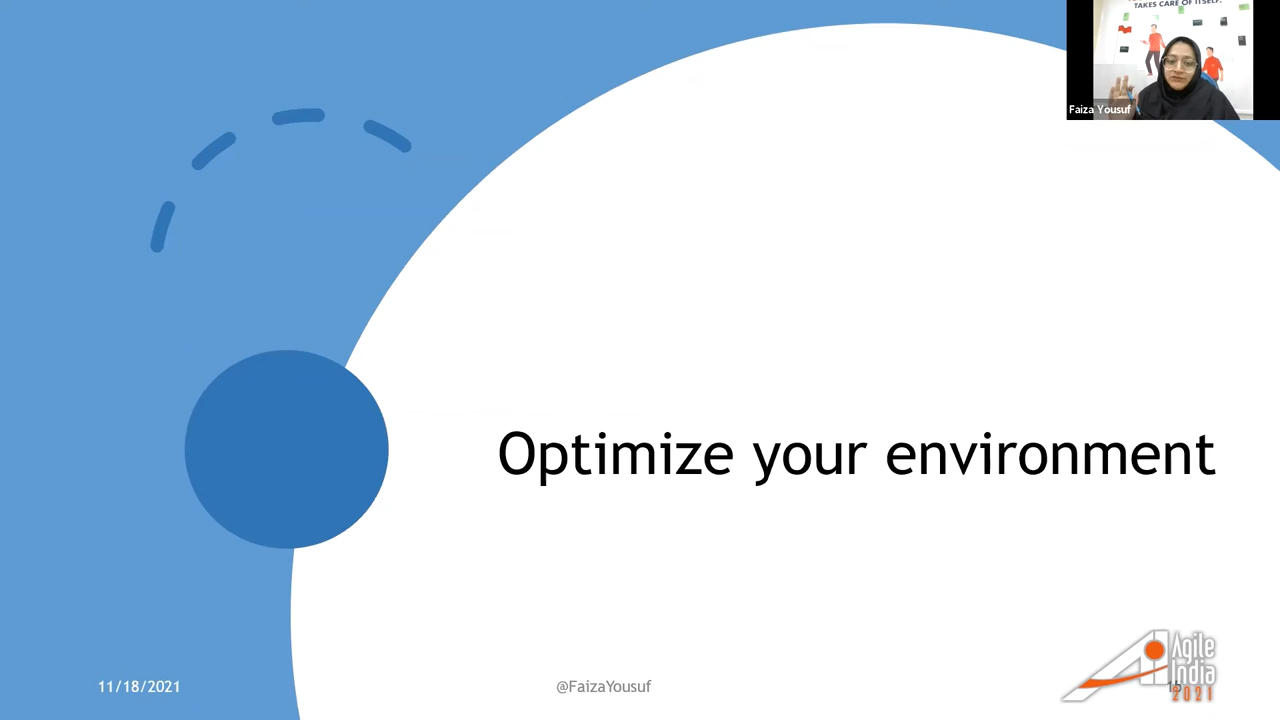 TAKES CARE OF ITSELF.
Faiza Yousuf
Optimize your environment
11/18/2021
@FaizaYousuf
Agile
India
2021